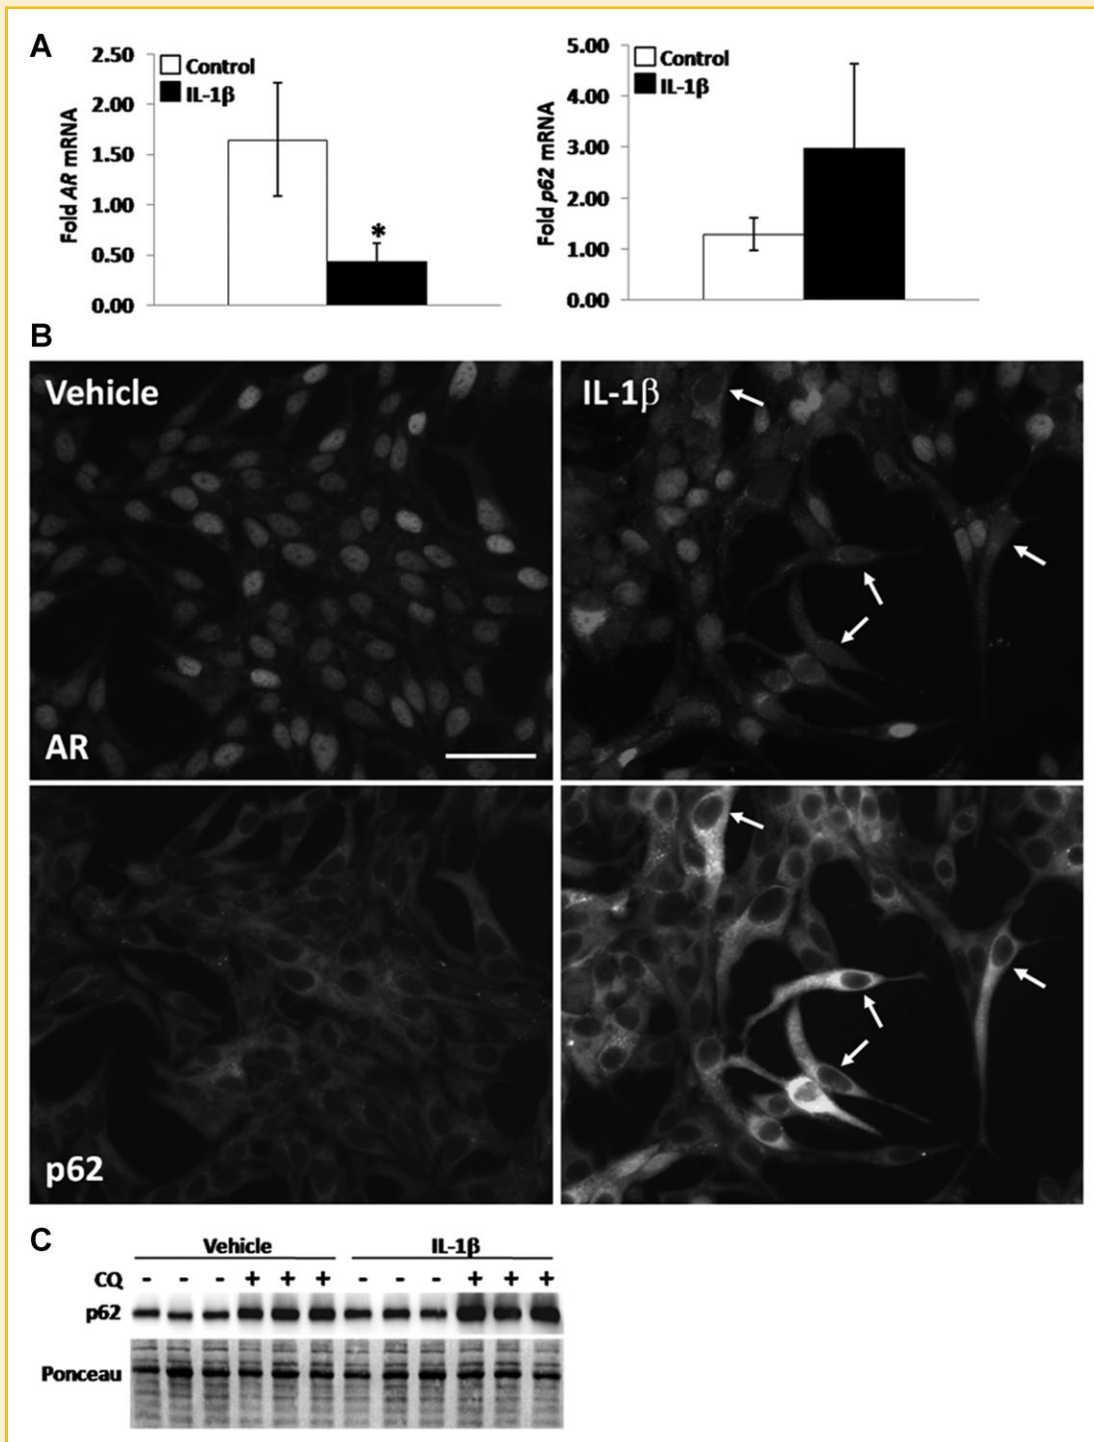 A
2.50
2.00
1.50
1.00
0.50
0.00
Fold AR mRNA
Control
IL-1β
*
5.00
4.00
3.00
2.00
1.00
0.00
Fold p62 mRNA
Control
IL-1β
B
Vehicle
IL-1β
AR
p62
C
Vehicle IL-1β
CQ - - - + + + - - - + + +
p62
Ponceau